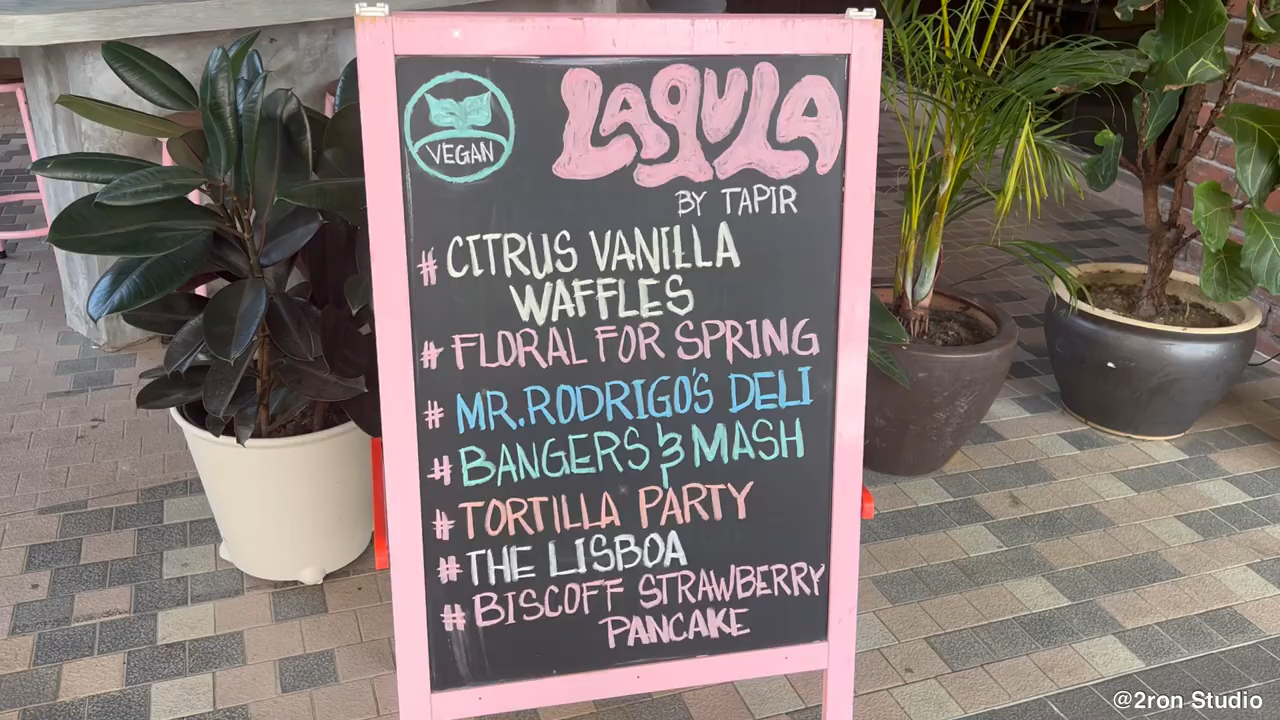 VEGAN
LAQULA
BY TAPIR
# CITRUS VANILLA
WAFFLES
# FLORAL FOR SPRING
# MR.RODRIGO'S DELI
# BANGERS & MASH
# TORTILLA PARTY
# THE LISBOA
# BISCOFF STRAWBERRY
PANCAKE
@2ron Studio